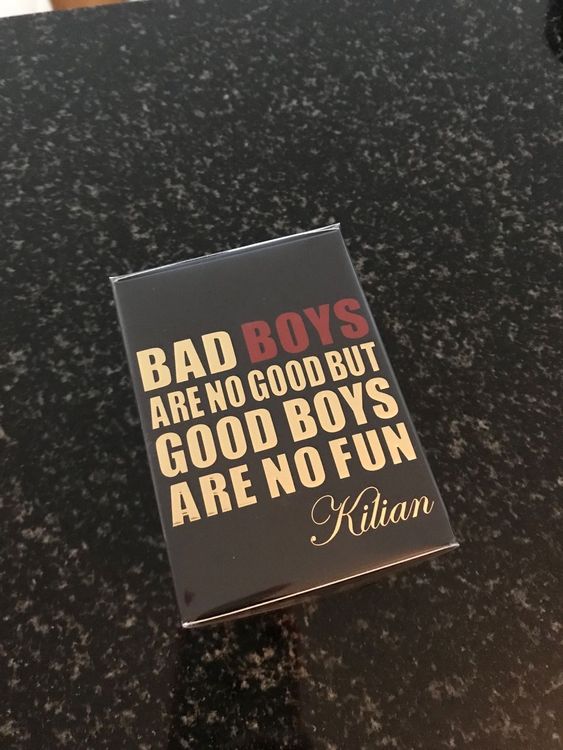 BAD BOYS
ARE NO GOOD BUT
GOOD BOYS
ARE NO FUN
Kilian